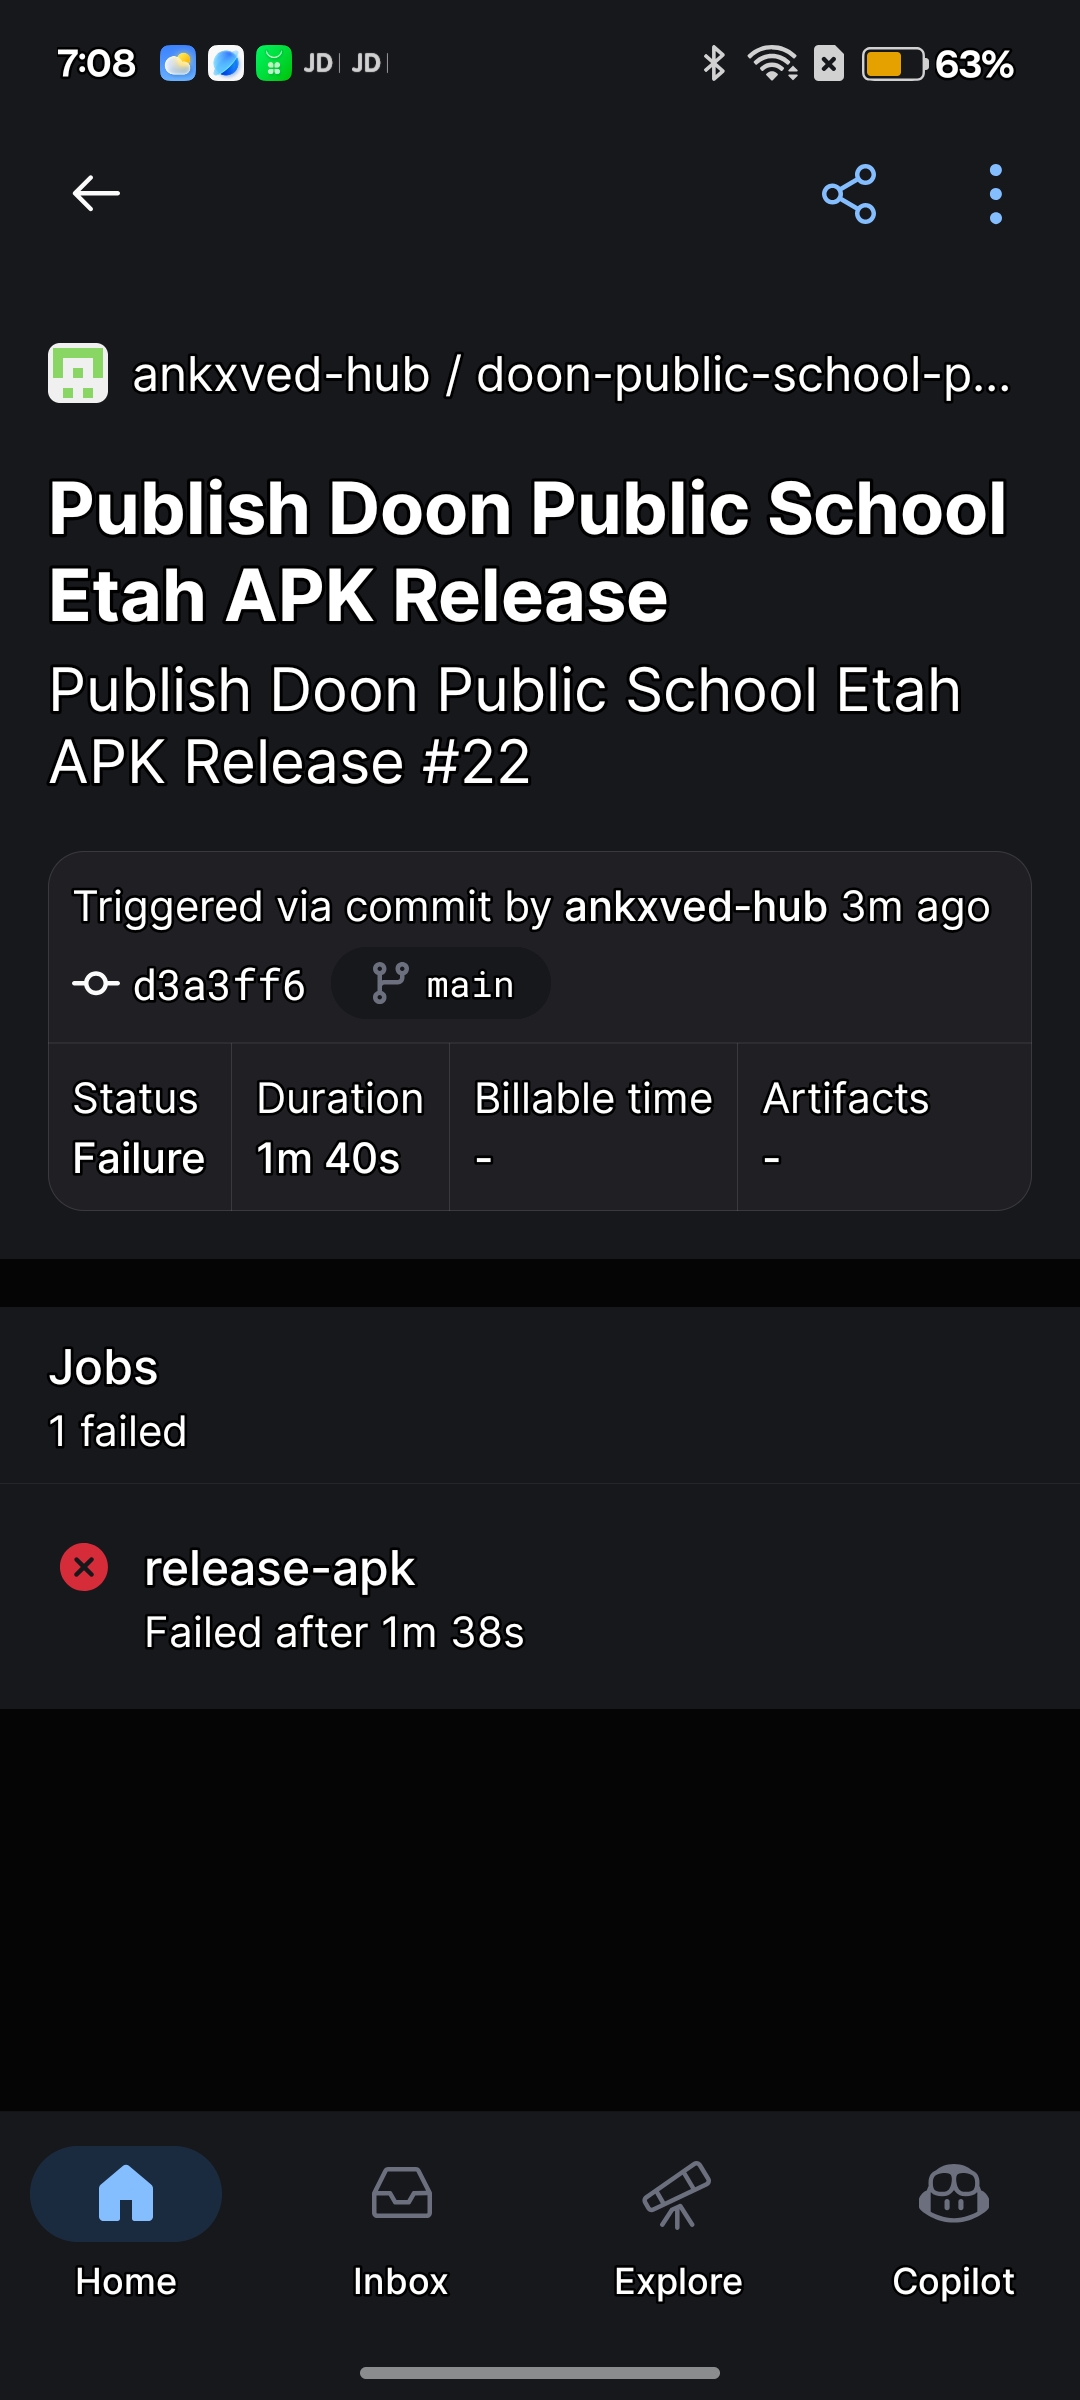 7:08 JD JD 63%
ankxved-hub / doon-public-school-p...
Publish Doon Public School
Etah APK Release
Publish Doon Public School Etah
APK Release #22
Triggered via commit by ankxved-hub 3m ago
d3a3ff6 main
Status Duration Billable time Artifacts
Failure 1m 40s - -
Jobs
1 failed
release-apk
Failed after 1m 38s
Home Inbox Explore Copilot